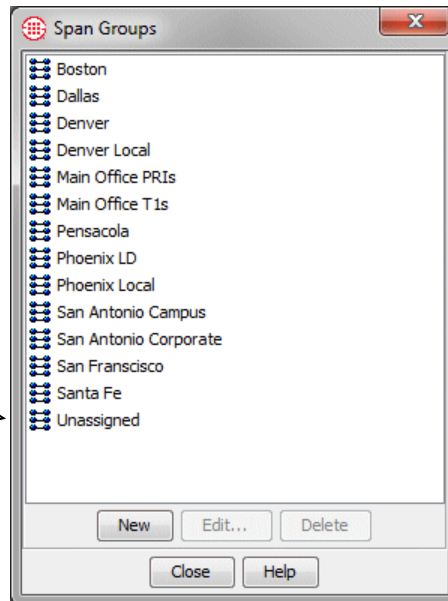 Span Groups
Boston
Dallas
Denver
Denver Local
Main Office PRIs
Main Office T1s
Pensacola
Phoenix LD
Phoenix Local
San Antonio Campus
San Antonio Corporate
San Franscisco
Santa Fe
Unassigned
New Edit... Delete
Close Help